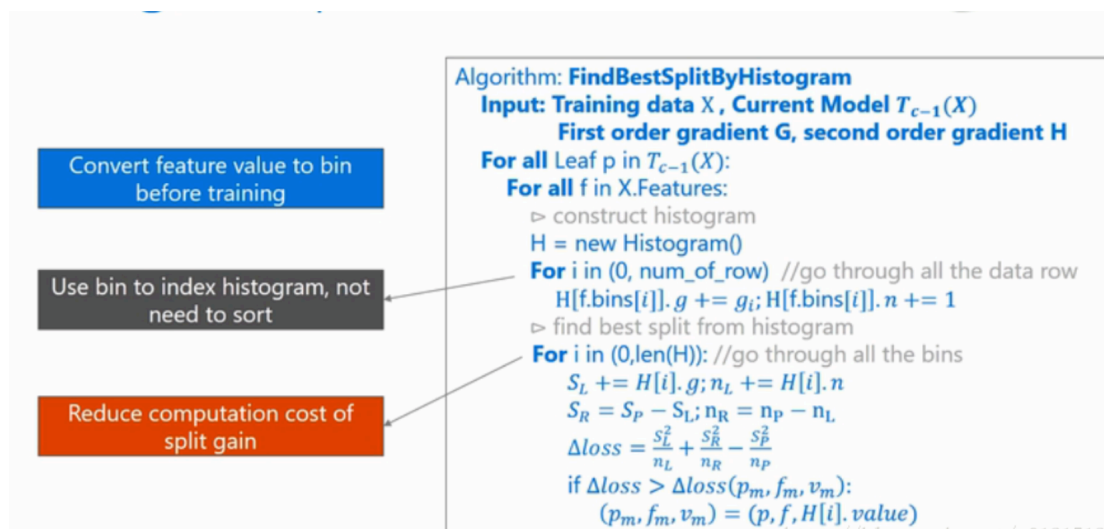 Convert feature value to bin
before training
Use bin to index histogram, not
need to sort
Reduce computation cost of
split gain
Algorithm: FindBestSplitByHistogram
Input: Training data X , Current Model T_{c−1}(X)
First order gradient G, second order gradient H
For all Leaf p in T_{c−1}(X):
For all f in X.Features:
▷ construct histogram
H = new Histogram()
For i in (0, num_of_row) //go through all the data row
H[f.bins[i]].g += g_i; H[f.bins[i]].n += 1
▷ find best split from histogram
For i in (0,len(H)): //go through all the bins
S_L += H[i].g; n_L += H[i].n
S_R = S_P − S_L; n_R = n_P − n_L
Δloss = S_L^2/n_L + S_R^2/n_R − S_P^2/n_P
if Δloss > Δloss(p_m, f_m, v_m):
(p_m, f_m, v_m) = (p, f, H[i].value)